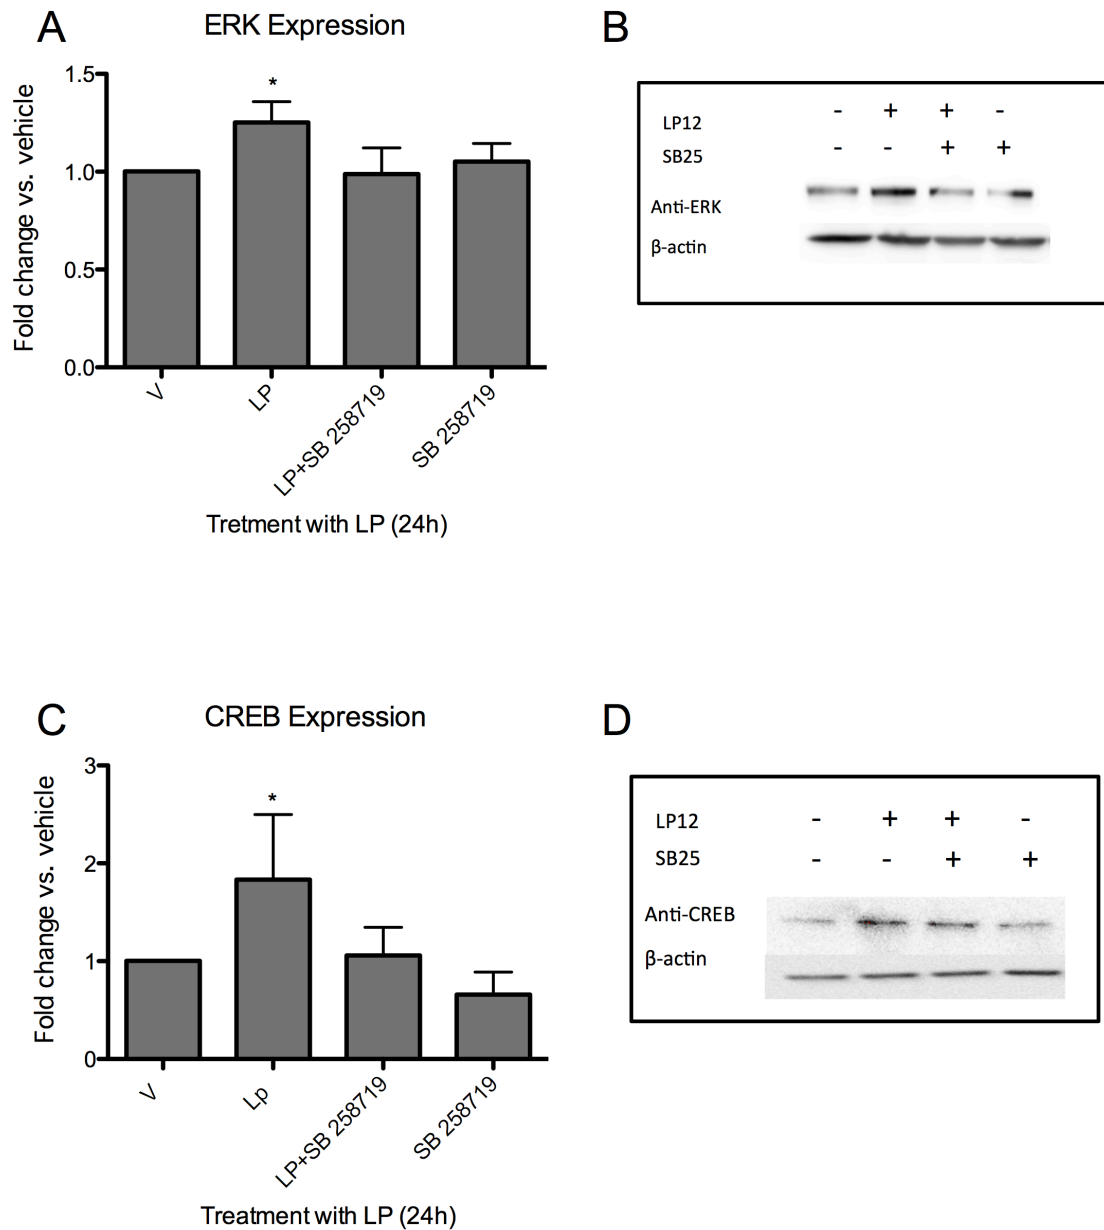 A
ERK Expression
Fold change vs. vehicle
1.5
1.0
0.5
0.0
*
V
LP
LP+SB 258719
SB 258719
Tretment with LP (24h)
B
LP12 - + + -
SB25 - - + +
Anti-ERK
β-actin
C
CREB Expression
Fold change vs. vehicle
3
2
1
0
*
V
Lp
LP+SB 258719
SB 258719
Treatment with LP (24h)
D
LP12 - + + -
SB25 - - + +
Anti-CREB
β-actin